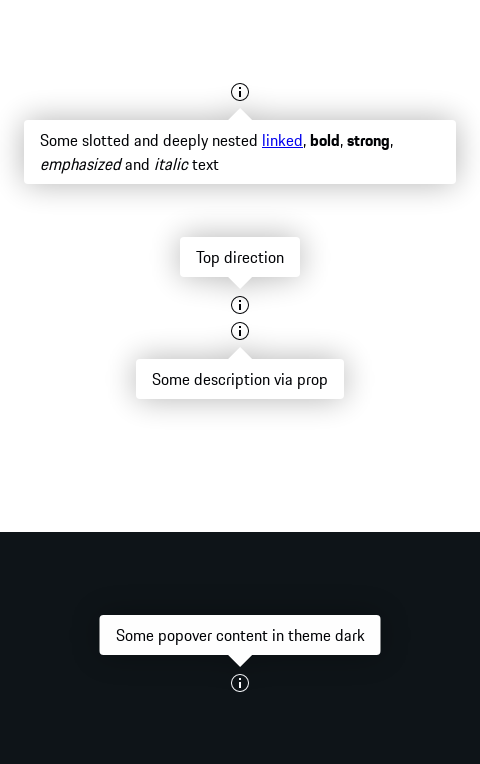 Some slotted and deeply nested linked, bold, strong,
emphasized and italic text
Top direction
Some description via prop
Some popover content in theme dark